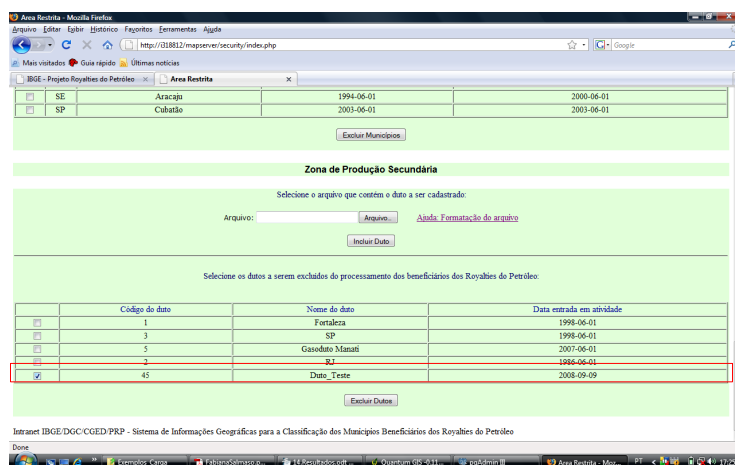 Area Restrita - Mozilla Firefox
Arquivo Editar Exibir Histórico Favoritos Ferramentas Ajuda
http://i318812/mapserver/security/index.php
Google
Mais visitados Guia rápido Últimas notícias
IBGE - Projeto Royalties do Petróleo Area Restrita
SE Aracaju 1994-06-01 2000-06-01
SP Cubatão 2003-06-01 2003-06-01
Excluir Municípios
Zona de Produção Secundária
Selecione o arquivo que contém o duto a ser cadastrado:
Arquivo: Arquivo... Ajuda: Formatação do arquivo
Incluir Duto
Selecione os dutos a serem excluídos do processamento dos beneficiários dos Royalties do Petróleo:
Código do duto Nome do duto Data entrada em atividade
1 Fortaleza 1998-06-01
3 SP 1998-06-01
5 Gasoduto Manati 2007-06-01
2 RJ 1986-06-01
45 Duto_Teste 2008-09-09
Excluir Dutos
Intranet IBGE/DGC/CGED/PRP - Sistema de Informações Geográficas para a Classificação dos Municípios Beneficiários dos Royalties do Petróleo
Done
Exemplos Carga FabianaSalmaso.p... 14.Resultados.odt ... Quantum GIS - 0.11... pgAdmin III Area Restrita - Moz... PT 17:25